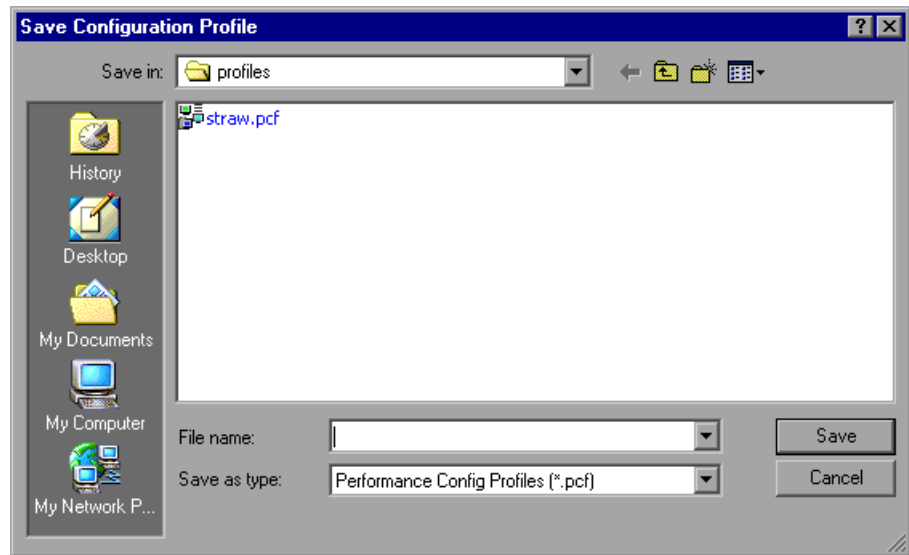 Save Configuration Profile
Save in: profiles
straw.pcf
History
Desktop
My Documents
My Computer
My Network P...
File name:
Save
Save as type: Performance Config Profiles (*.pcf)
Cancel